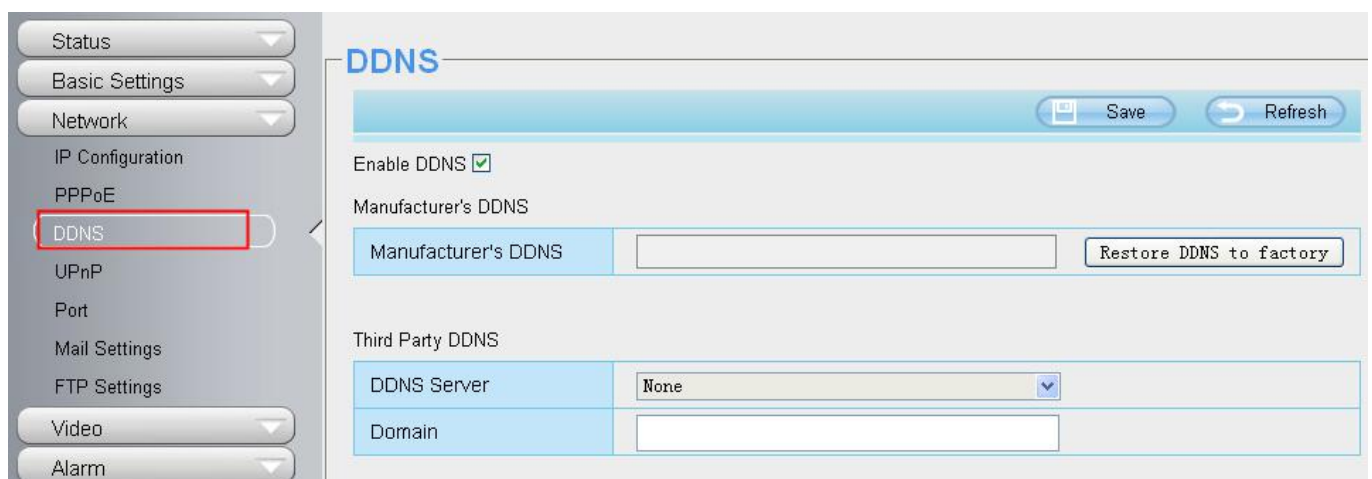 Status
Basic Settings
Network
IP Configuration
PPPoE
DDNS
UPnP
Port
Mail Settings
FTP Settings
Video
Alarm
DDNS
Save
Refresh
Enable DDNS
Manufacturer's DDNS
Manufacturer's DDNS
Restore DDNS to factory
Third Party DDNS
DDNS Server
None
Domain